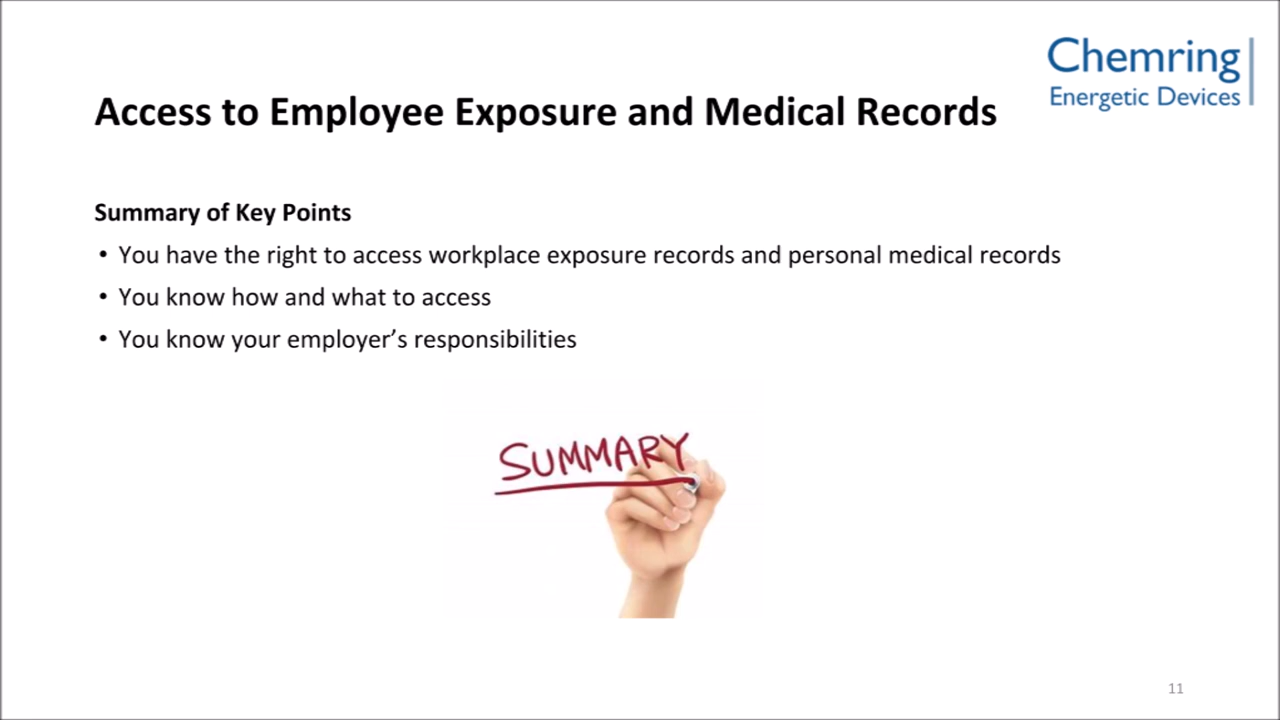 Chemring
Energetic Devices
Access to Employee Exposure and Medical Records
Summary of Key Points
• You have the right to access workplace exposure records and personal medical records
• You know how and what to access
• You know your employer’s responsibilities
SUMMARY
11